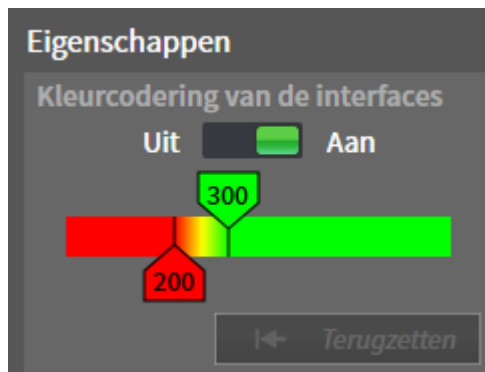 Eigenschappen
Kleurcodering van de interfaces
Uit Aan
300
200
Terugzetten